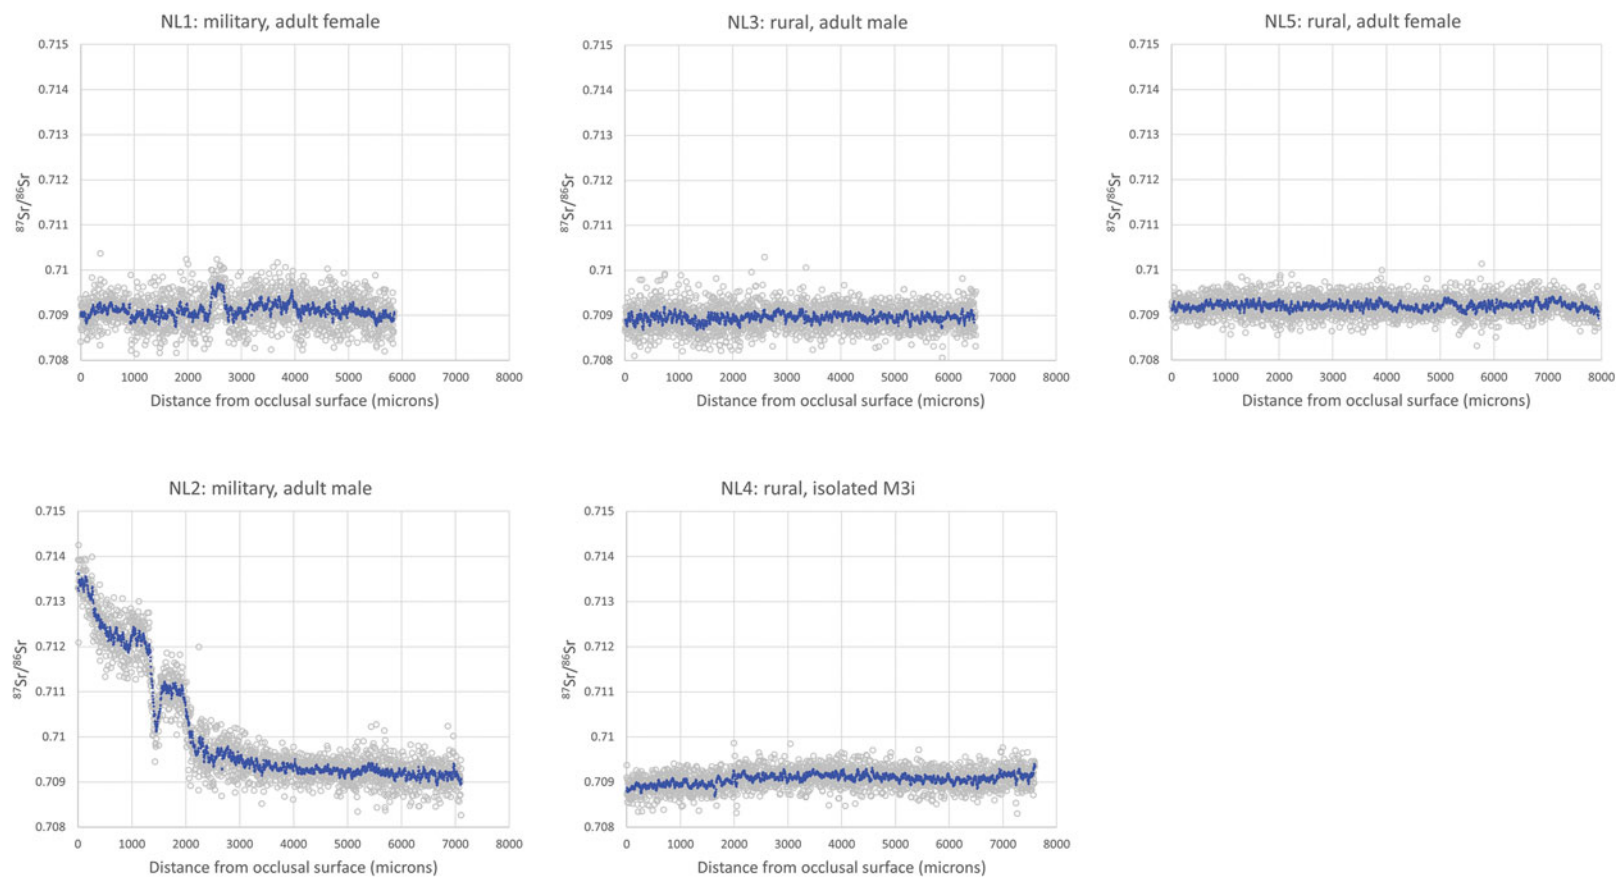 NL1: military, adult female
0.715
0.714
0.713
0.712
0.711
0.71
0.709
0.708
87Sr/86Sr
0 1000 2000 3000 4000 5000 6000 7000 8000
Distance from occlusal surface (microns)
NL3: rural, adult male
0.715
0.714
0.713
0.712
0.711
0.71
0.709
0.708
87Sr/86Sr
0 1000 2000 3000 4000 5000 6000 7000 8000
Distance from occlusal surface (microns)
NL5: rural, adult female
0.715
0.714
0.713
0.712
0.711
0.71
0.709
0.708
87Sr/86Sr
0 1000 2000 3000 4000 5000 6000 7000 8000
Distance from occlusal surface (microns)
NL2: military, adult male
0.715
0.714
0.713
0.712
0.711
0.71
0.709
0.708
87Sr/86Sr
0 1000 2000 3000 4000 5000 6000 7000 8000
Distance from occlusal surface (microns)
NL4: rural, isolated M3i
0.715
0.714
0.713
0.712
0.711
0.71
0.709
0.708
87Sr/86Sr
0 1000 2000 3000 4000 5000 6000 7000 8000
Distance from occlusal surface (microns)